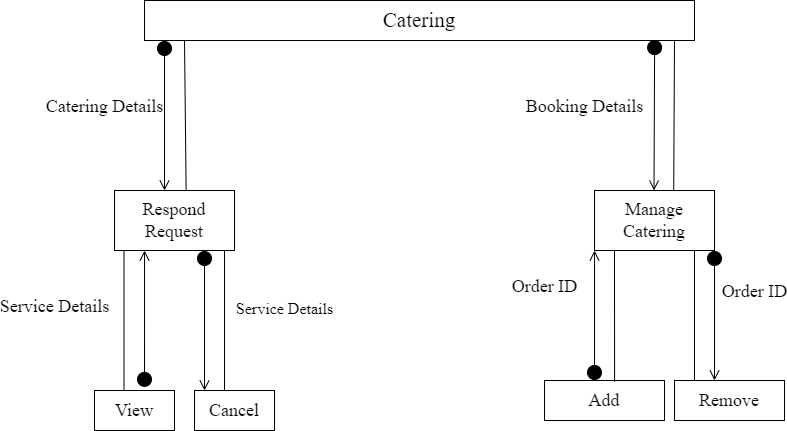 Catering
Catering Details
Booking Details
Respond
Request
Manage
Catering
Service Details
Service Details
Order ID
Order ID
View
Cancel
Add
Remove